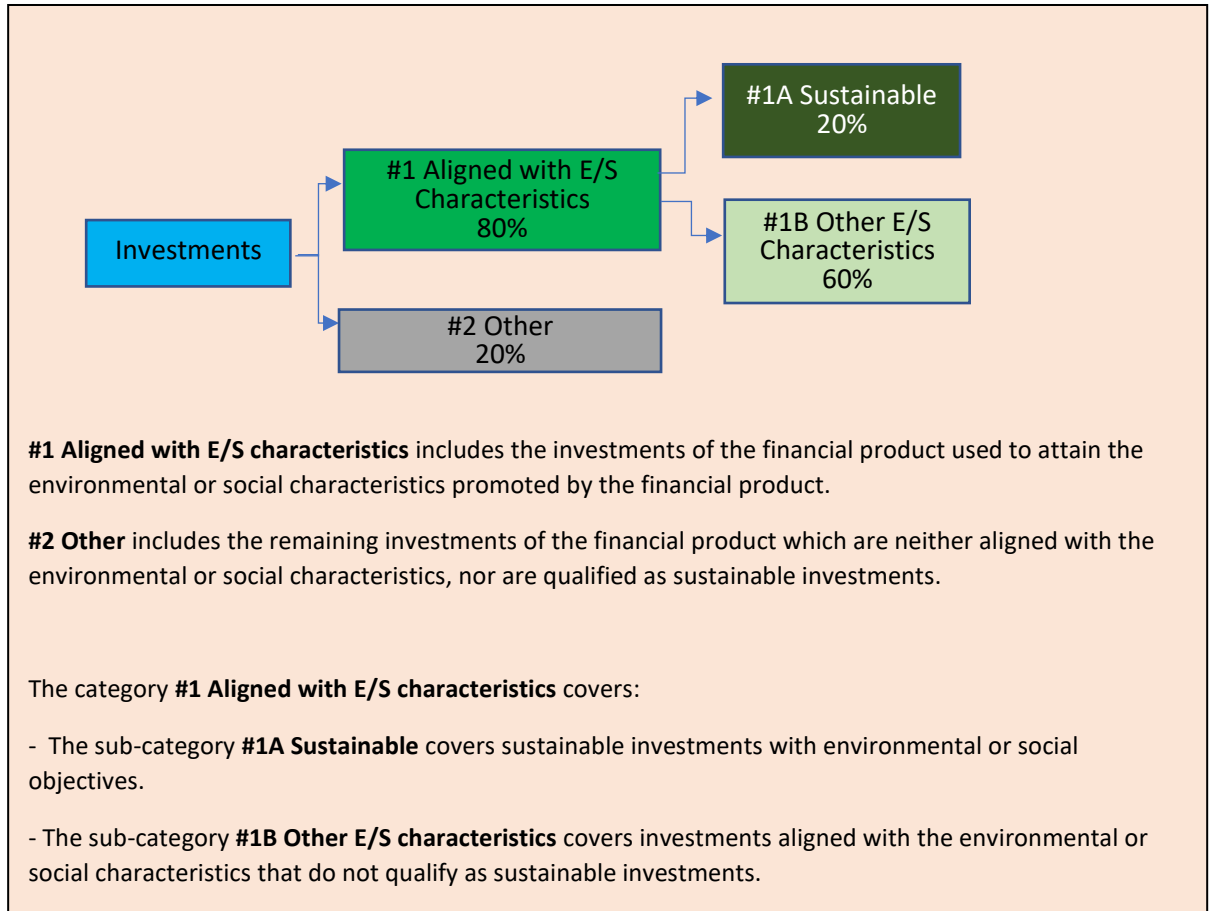 #1A Sustainable
20%
#1 Aligned with E/S
Characteristics
80%
#1B Other E/S
Characteristics
60%
Investments
#2 Other
20%
#1 Aligned with E/S characteristics includes the investments of the financial product used to attain the
environmental or social characteristics promoted by the financial product.
#2 Other includes the remaining investments of the financial product which are neither aligned with the
environmental or social characteristics, nor are qualified as sustainable investments.
The category #1 Aligned with E/S characteristics covers:
- The sub-category #1A Sustainable covers sustainable investments with environmental or social
objectives.
- The sub-category #1B Other E/S characteristics covers investments aligned with the environmental or
social characteristics that do not qualify as sustainable investments.